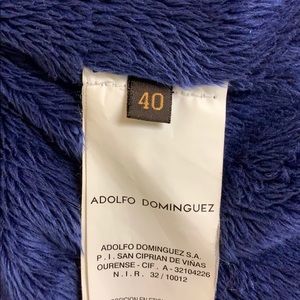 40
ADOLFO DOMINGUEZ
ADOLFO DOMINGUEZ S.A.
P.I. SAN CIPRIAN DE VIÑAS
OURENSE - CIF. A - 32104226
N.I.R. 32 / 10012